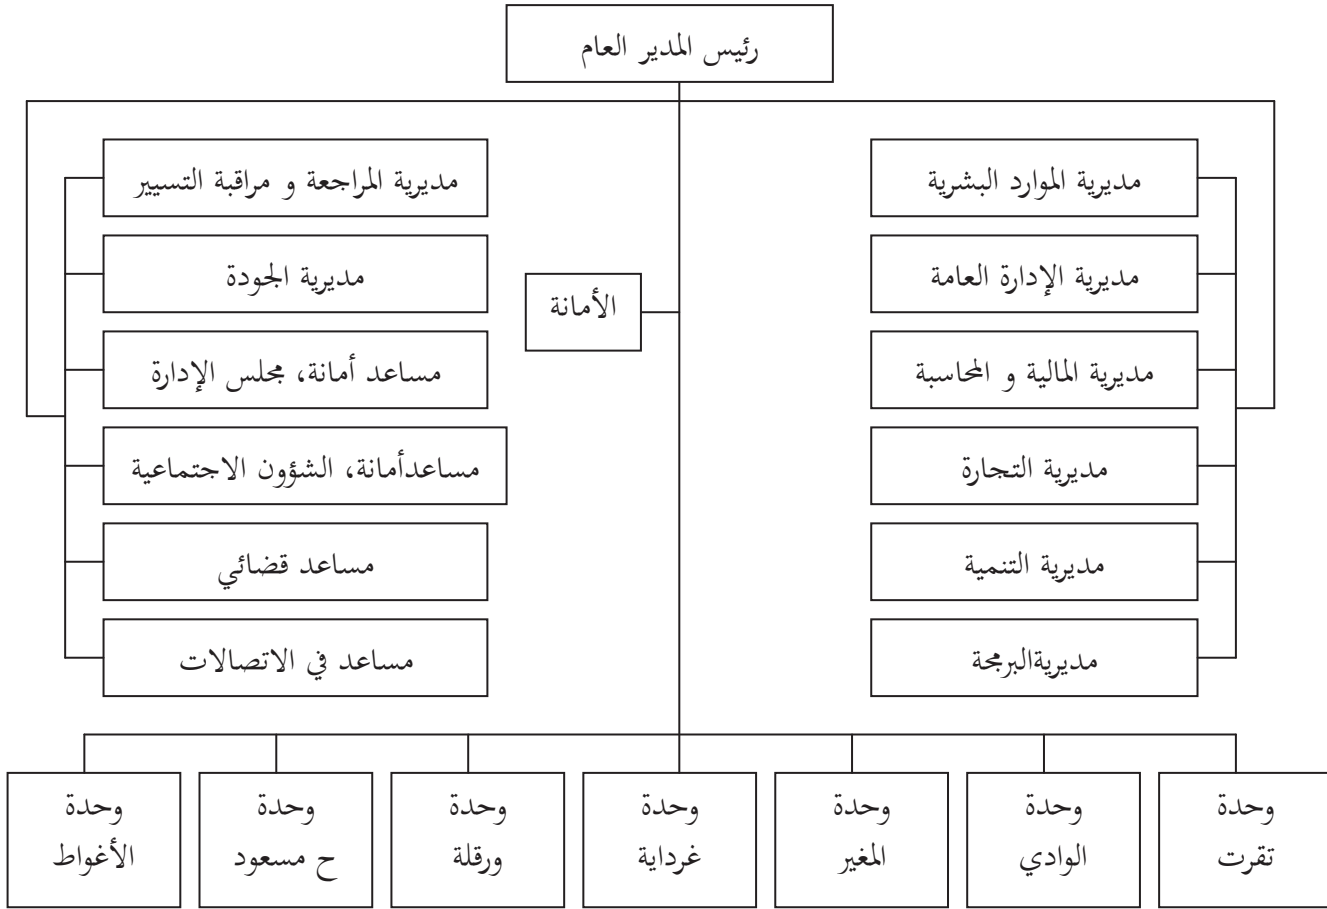 رئيس المدير العام
مديرية الموارد البشرية
مديرية الإدارة العامة
مديرية المالية و المحاسبة
مديرية التجارة
مديرية التنمية
مديريةالبرمجة
الأمانة
مديرية المراجعة و مراقبة التسيير
مديرية الجودة
مساعد أمانة، مجلس الإدارة
مساعدأمانة، الشؤون الاجتماعية
مساعد قضائي
مساعد في الاتصالات
وحدة
تقرت
وحدة
الوادي
وحدة
المغير
وحدة
غرداية
وحدة
ورقلة
وحدة
ح مسعود
وحدة
الأغواط